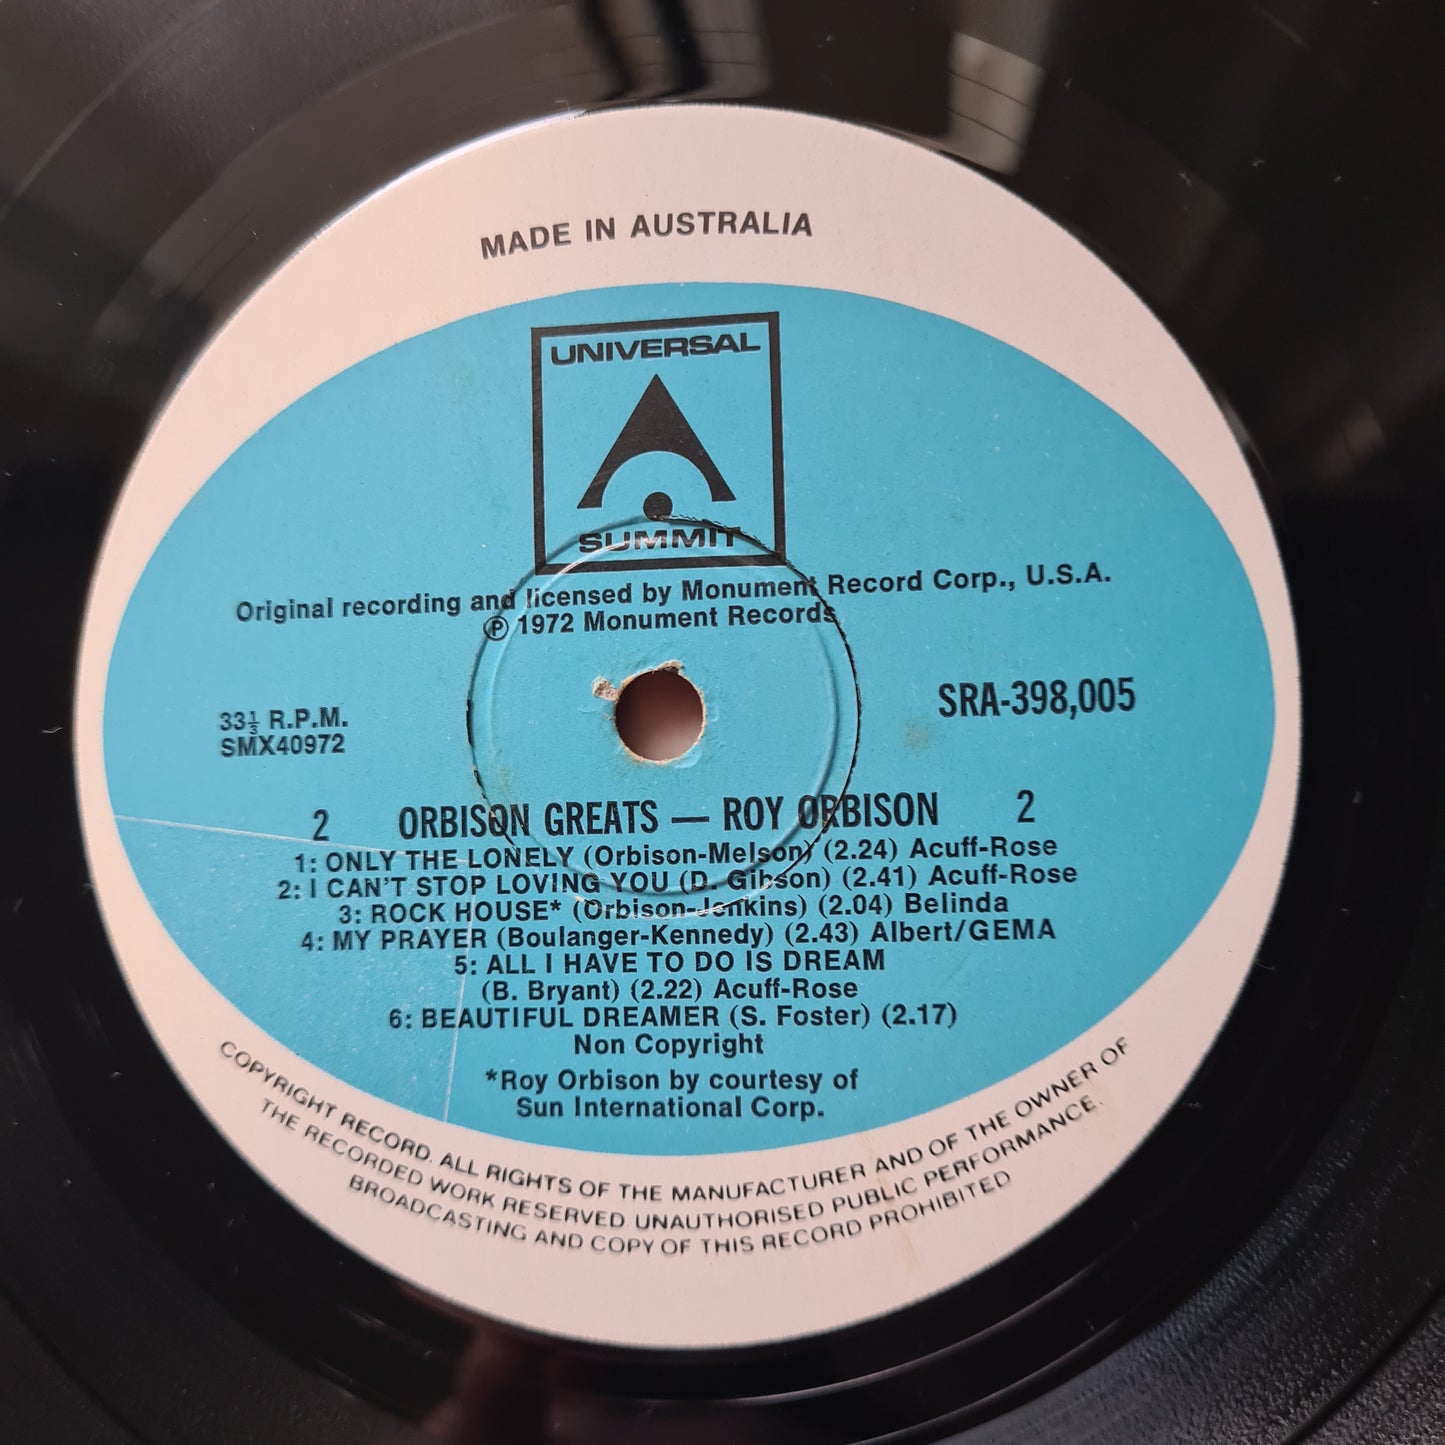 MADE IN AUSTRALIA
UNIVERSAL
SUMMIT
Original recording and licensed by Monument Record Corp., U.S.A.
℗ 1972 Monument Records
33⅓ R.P.M.
SMX40972
SRA-398,005
2 ORBISON GREATS — ROY ORBISON 2
1: ONLY THE LONELY (Orbison-Melson) (2.24) Acuff-Rose
2: I CAN'T STOP LOVING YOU (D. Gibson) (2.41) Acuff-Rose
3: ROCK HOUSE* (Orbison-Jenkins) (2.04) Belinda
4: MY PRAYER (Boulanger-Kennedy) (2.43) Albert/GEMA
5: ALL I HAVE TO DO IS DREAM
(B. Bryant) (2.22) Acuff-Rose
6: BEAUTIFUL DREAMER (S. Foster) (2.17)
Non Copyright
*Roy Orbison by courtesy of
Sun International Corp.
COPYRIGHT RECORD. ALL RIGHTS OF THE MANUFACTURER AND OF THE OWNER OF
THE RECORDED WORK RESERVED. UNAUTHORISED PUBLIC PERFORMANCE,
BROADCASTING AND COPY OF THIS RECORD PROHIBITED